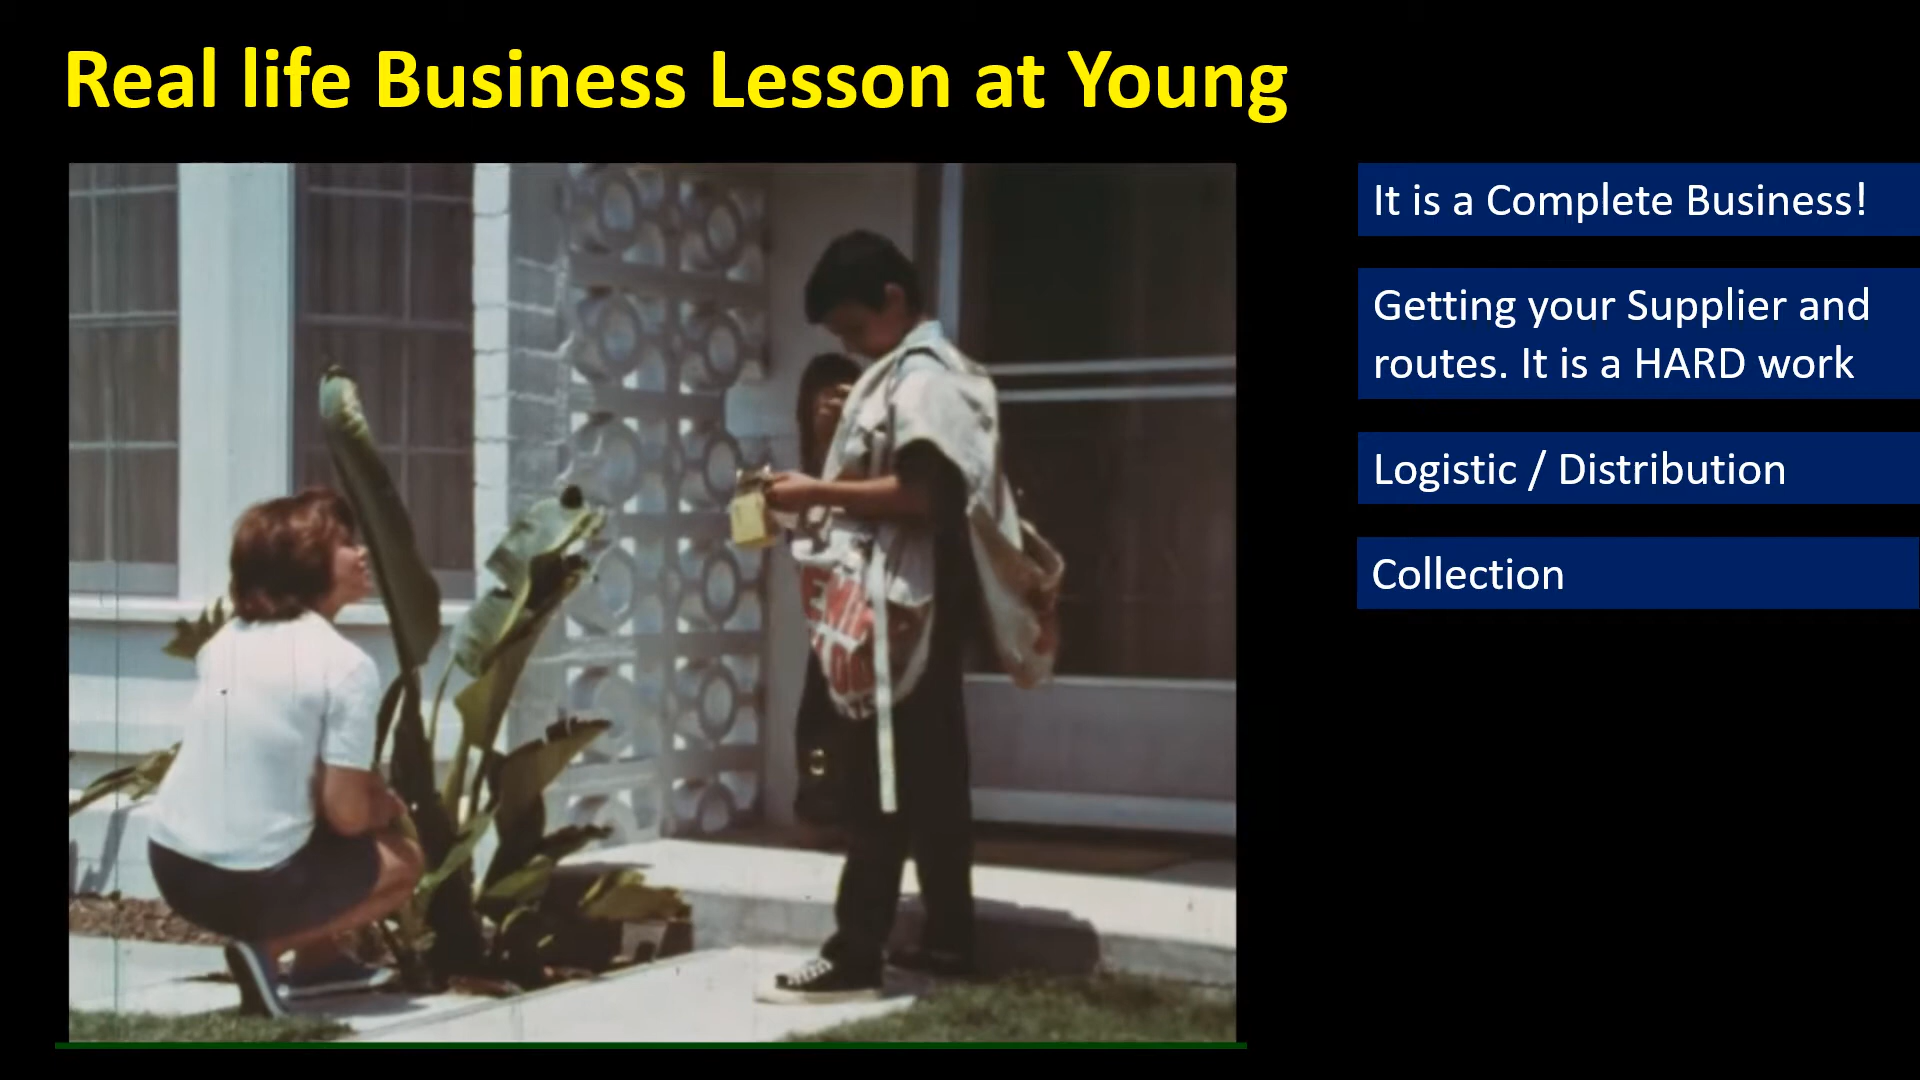 Real life Business Lesson at Young
It is a Complete Business!
Getting your Supplier and
routes. It is a HARD work
Logistic / Distribution
Collection